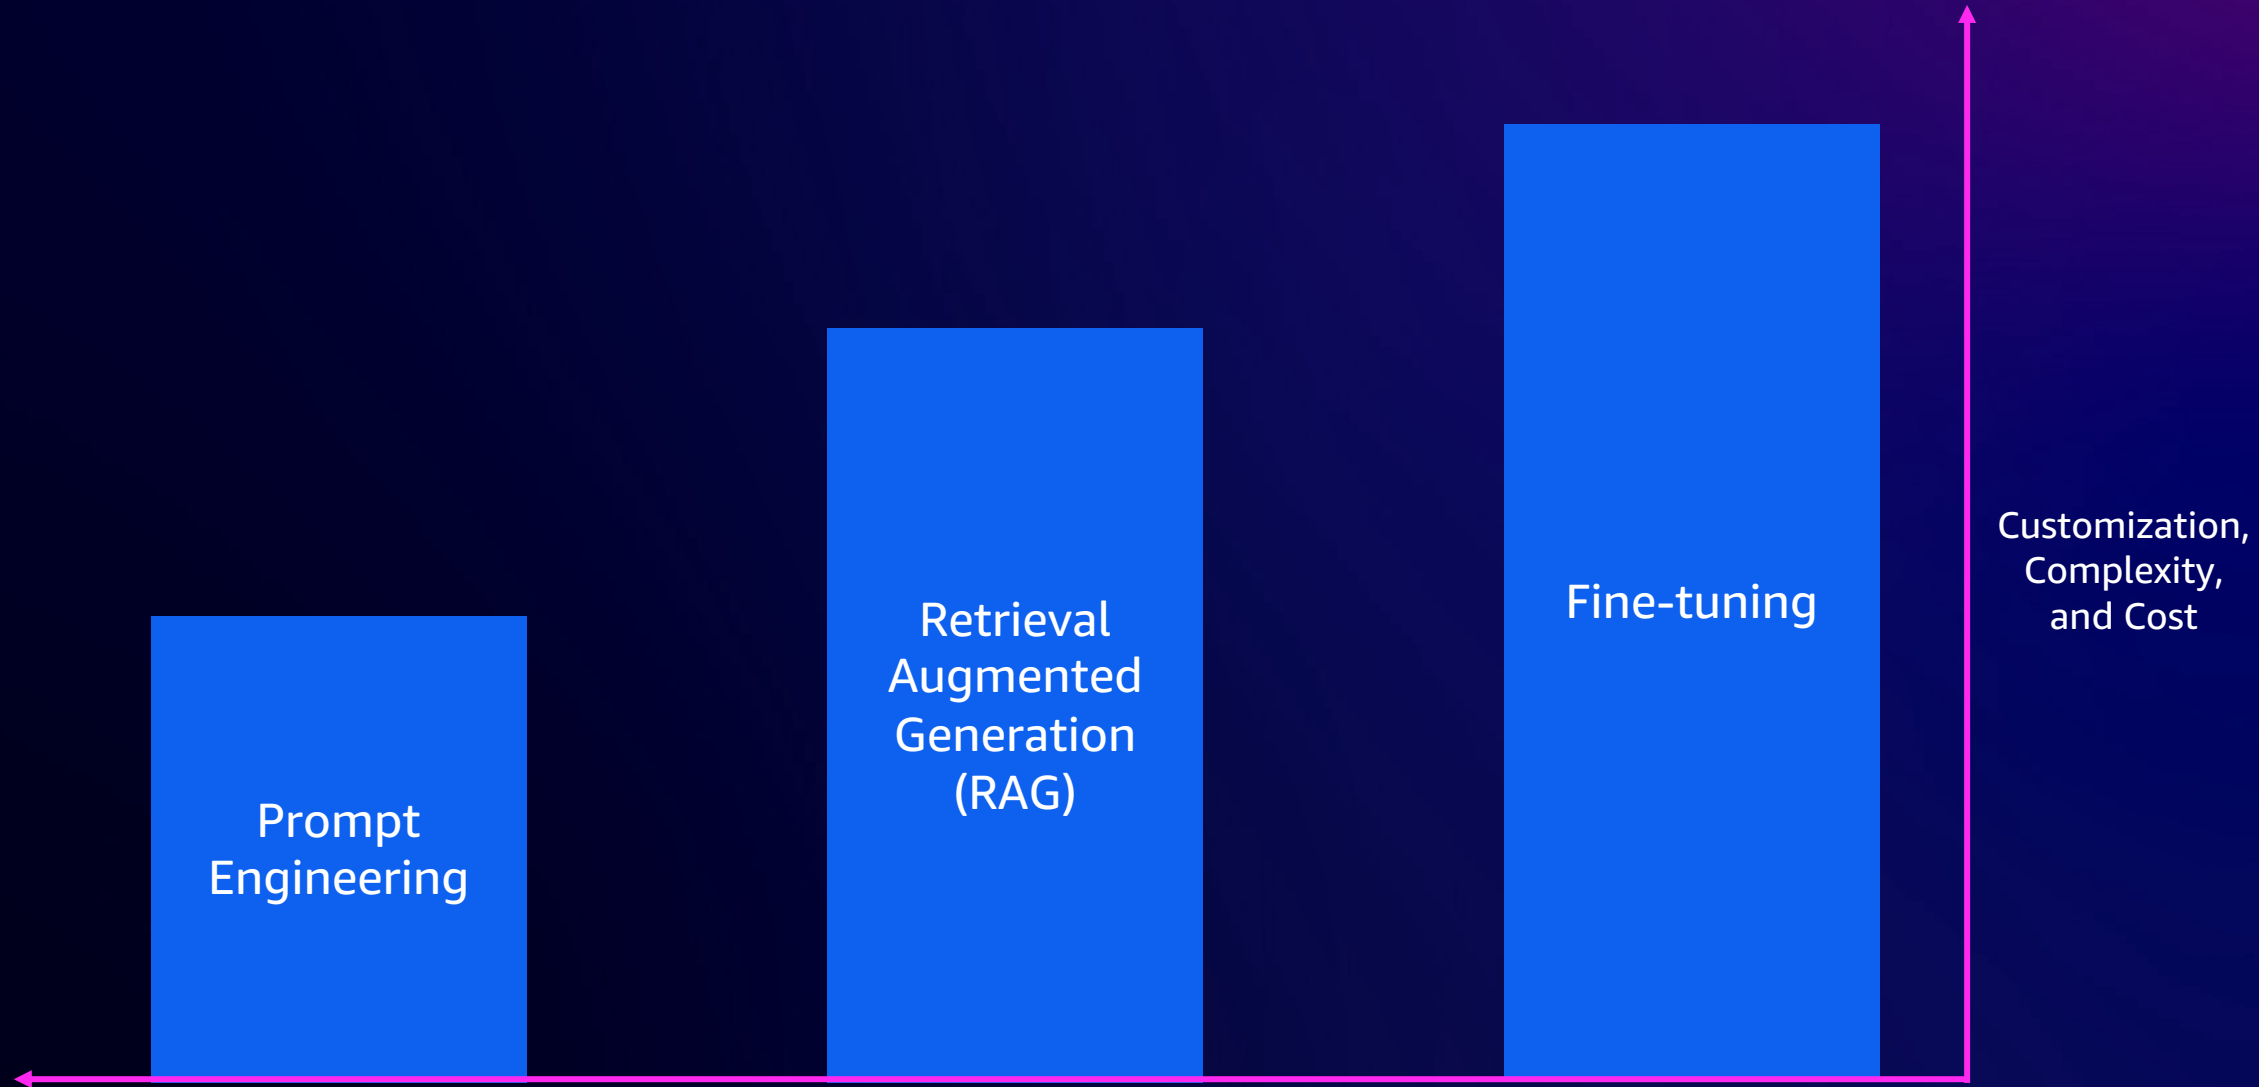 Prompt
Engineering
Retrieval
Augmented
Generation
(RAG)
Fine-tuning
Customization,
Complexity,
and Cost